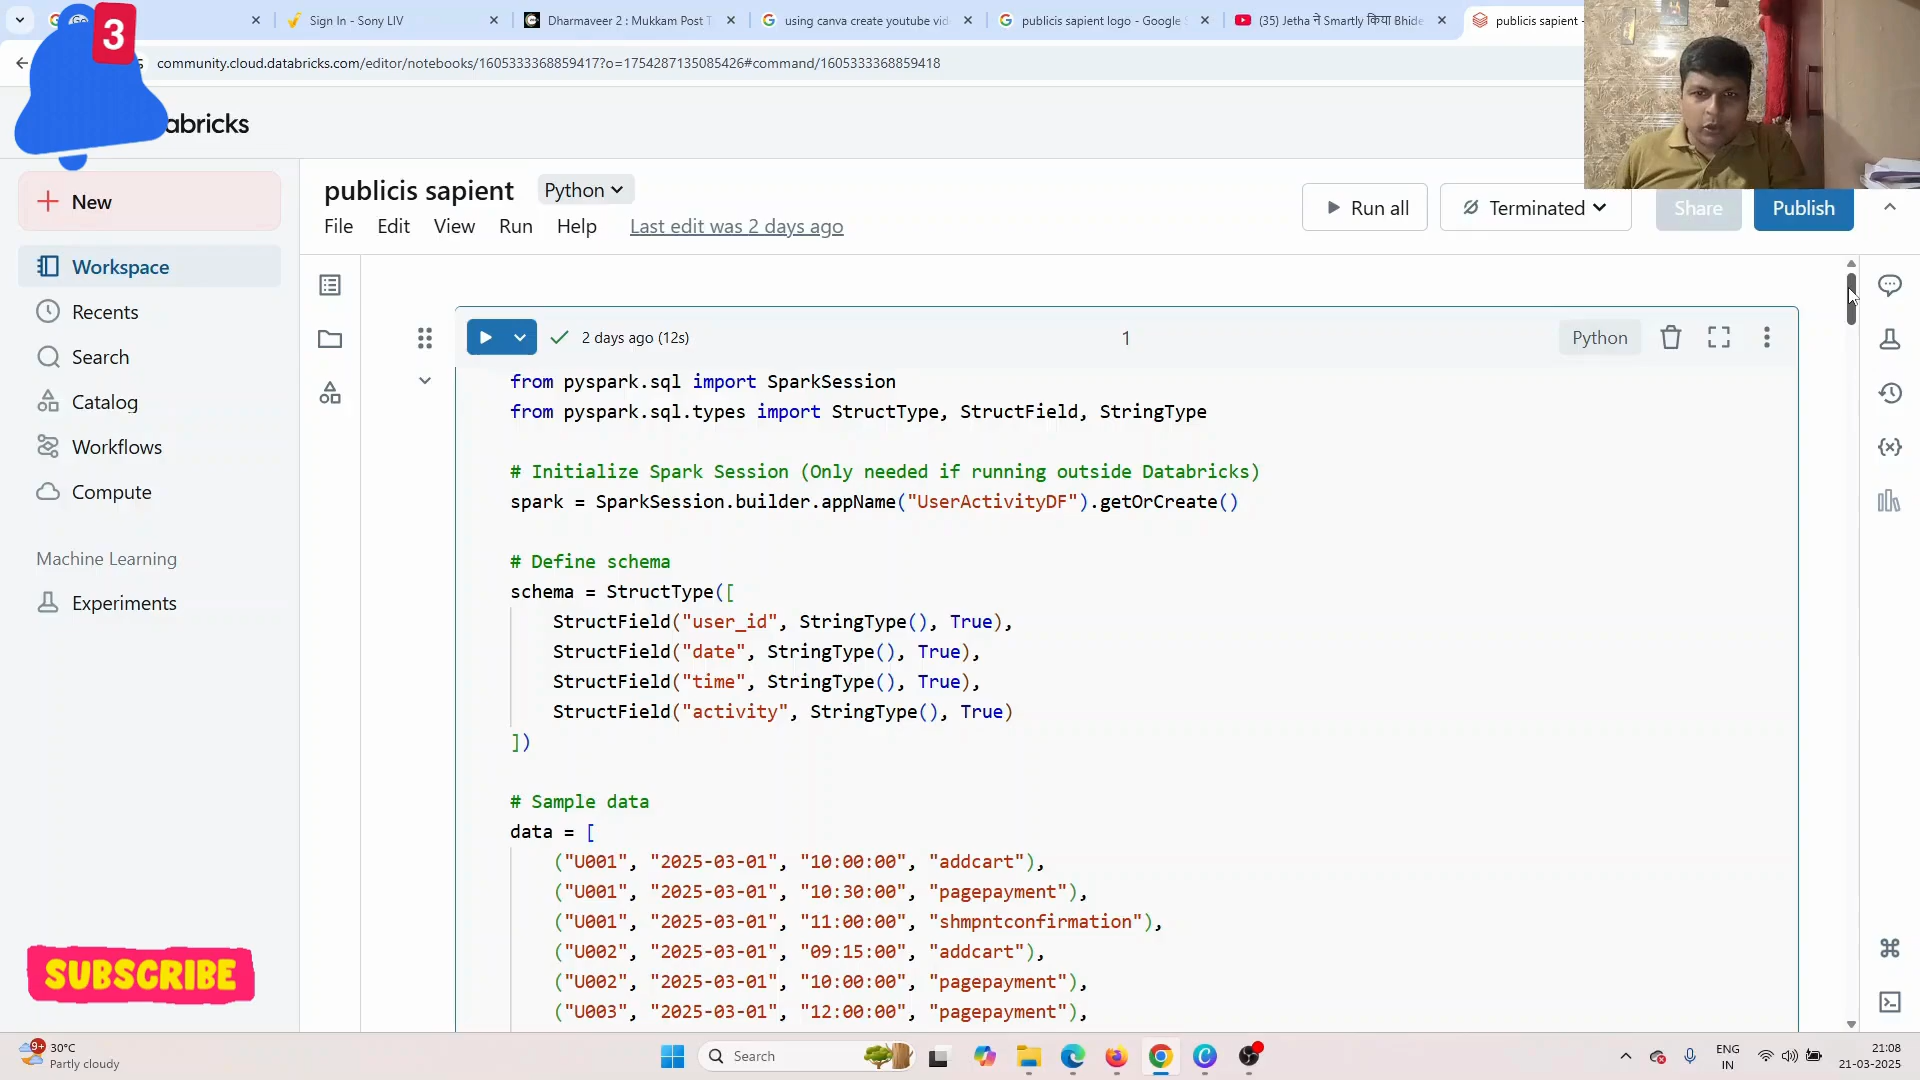 Sign In - Sony LIV
Dharmaveer 2 : Mukkam Post T
using canva create youtube vid
publicis sapient logo - Google S
(35) Jetha ने Smartly किया Bhide
publicis sapient -
3
community.cloud.databricks.com/editor/notebooks/1605333368859417?o=1754287135085426#command/1605333368859418
abricks
New
Workspace
Recents
Search
Catalog
Workflows
Compute
Machine Learning
Experiments
SUBSCRIBE
publicis sapient
Python
File Edit View Run Help Last edit was 2 days ago
Run all
Terminated
Share
Publish
2 days ago (12s)
1
Python
from pyspark.sql import SparkSession
from pyspark.sql.types import StructType, StructField, StringType
# Initialize Spark Session (Only needed if running outside Databricks)
spark = SparkSession.builder.appName("UserActivityDF").getOrCreate()
# Define schema
schema = StructType([
StructField("user_id", StringType(), True),
StructField("date", StringType(), True),
StructField("time", StringType(), True),
StructField("activity", StringType(), True)
])
# Sample data
data = [
("U001", "2025-03-01", "10:00:00", "addcart"),
("U001", "2025-03-01", "10:30:00", "pagepayment"),
("U001", "2025-03-01", "11:00:00", "shmpntconfirmation"),
("U002", "2025-03-01", "09:15:00", "addcart"),
("U002", "2025-03-01", "10:00:00", "pagepayment"),
("U003", "2025-03-01", "12:00:00", "pagepayment"),
9+
30°C
Partly cloudy
Search
ENG
IN
21:08
21-03-2025